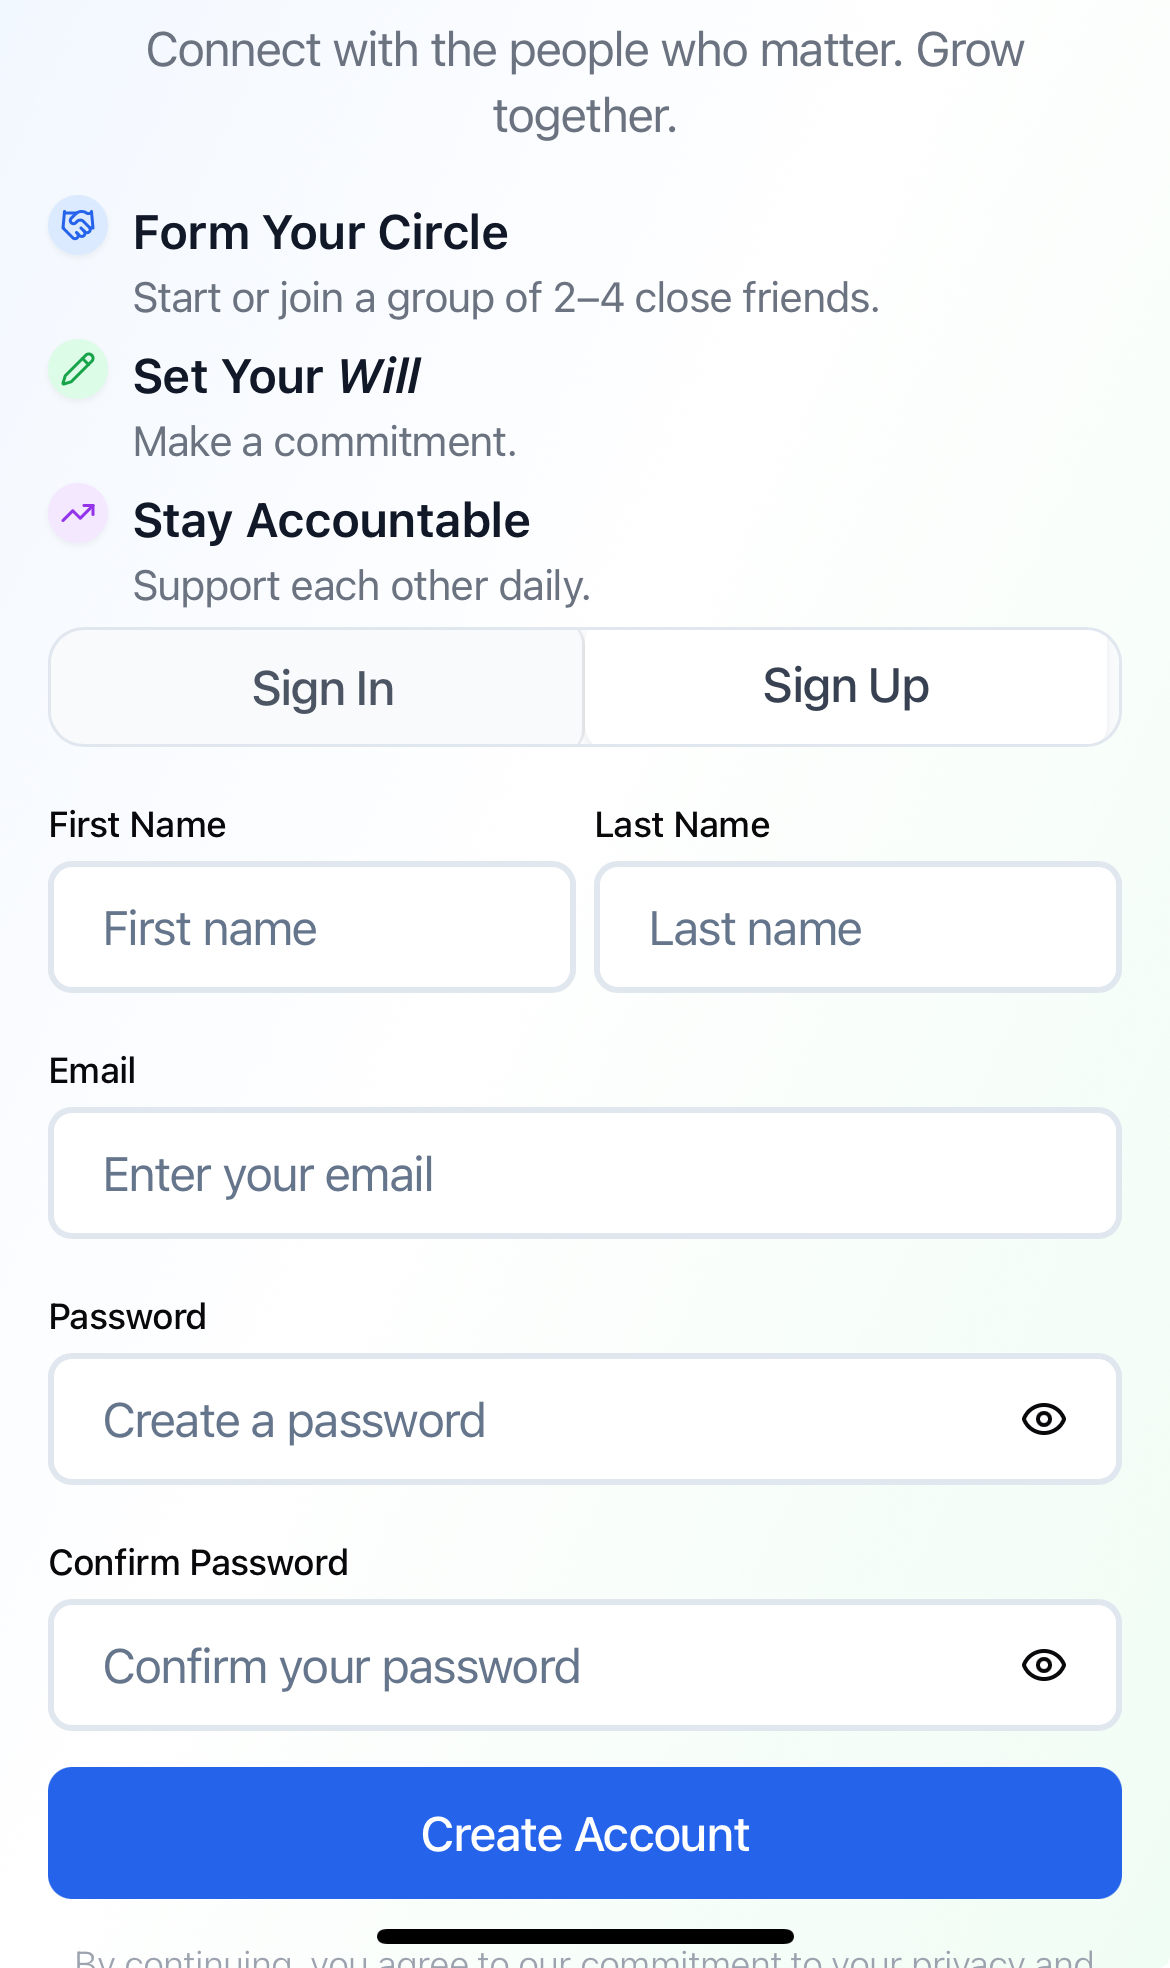 Connect with the people who matter. Grow
together.
Form Your Circle
Start or join a group of 2–4 close friends.
Set Your Will
Make a commitment.
Stay Accountable
Support each other daily.
Sign In
Sign Up
First Name
Last Name
First name
Last name
Email
Enter your email
Password
Create a password
Confirm Password
Confirm your password
Create Account
By continuing, you agree to our commitment to your privacy and